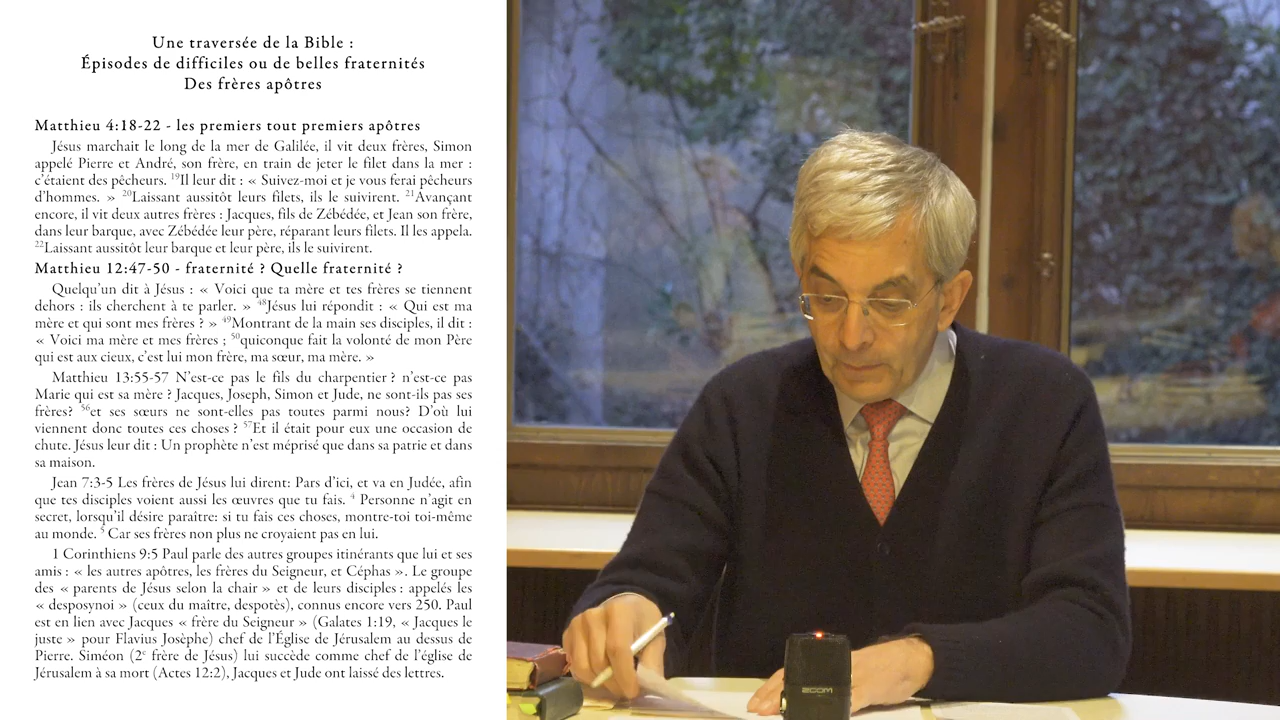 Une traversée de la Bible :
Épisodes de difficiles ou de belles fraternités
Des frères apôtres
Matthieu 4:18-22 - les premiers tout premiers apôtres
Jésus marchait le long de la mer de Galilée, il vit deux frères, Simon
appelé Pierre et André, son frère, en train de jeter le filet dans la mer :
c'étaient des pêcheurs. 19Il leur dit : « Suivez-moi et je vous ferai pêcheurs
d'hommes. » 20Laissant aussitôt leurs filets, ils le suivirent. 21Avançant
encore, il vit deux autres frères : Jacques, fils de Zébédée, et Jean son frère,
dans leur barque, avec Zébédée leur père, réparant leurs filets. Il les appela.
22Laissant aussitôt leur barque et leur père, ils le suivirent.
Matthieu 12:47-50 - fraternité ? Quelle fraternité ?
Quelqu'un dit à Jésus : « Voici que ta mère et tes frères se tiennent
dehors : ils cherchent à te parler. » 48Jésus lui répondit : « Qui est ma
mère et qui sont mes frères ? » 49Montrant de la main ses disciples, il dit :
« Voici ma mère et mes frères ; 50quiconque fait la volonté de mon Père
qui est aux cieux, c'est lui mon frère, ma sœur, ma mère. »
Matthieu 13:55-57 N'est-ce pas le fils du charpentier ? n'est-ce pas
Marie qui est sa mère ? Jacques, Joseph, Simon et Jude, ne sont-ils pas ses
frères? 56et ses sœurs ne sont-elles pas toutes parmi nous? D'où lui
viennent donc toutes ces choses ? 57Et il était pour eux une occasion de
chute. Jésus leur dit : Un prophète n'est méprisé que dans sa patrie et dans
sa maison.
Jean 7:3-5 Les frères de Jésus lui dirent: Pars d'ici, et va en Judée, afin
que tes disciples voient aussi les œuvres que tu fais. 4 Personne n'agit en
secret, lorsqu'il désire paraître: si tu fais ces choses, montre-toi toi-même
au monde. 5 Car ses frères non plus ne croyaient pas en lui.
1 Corinthiens 9:5 Paul parle des autres groupes itinérants que lui et ses
amis : « les autres apôtres, les frères du Seigneur, et Céphas ». Le groupe
des « parents de Jésus selon la chair » et de leurs disciples : appelés les
« desposynoi » (ceux du maître, despotès), connus encore vers 250. Paul
est en lien avec Jacques « frère du Seigneur » (Galates 1:19, « Jacques le
juste » pour Flavius Josèphe) chef de l'Église de Jérusalem au dessus de
Pierre. Simon (2e frère de Jésus) lui succède comme chef de l'église de
Jérusalem à sa mort (Actes 12:2), Jacques et Jude ont laissé des lettres.
zoom